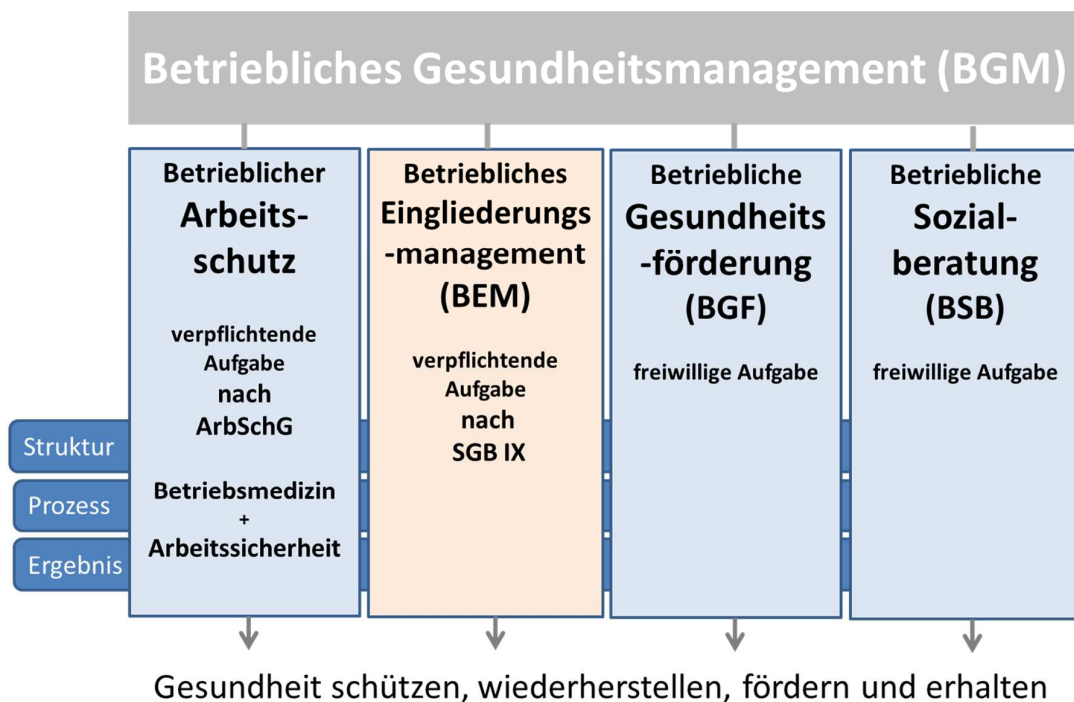 Betriebliches Gesundheitsmanagement (BGM)
Betrieblicher
Arbeits-
schutz
verpflichtende
Aufgabe
nach
ArbSchG
Betriebsmedizin
+
Arbeitssicherheit
Betriebliches
Eingliederungs
-management
(BEM)
verpflichtende
Aufgabe
nach
SGB IX
Betriebliche
Gesundheits
-förderung
(BGF)
freiwillige Aufgabe
Betriebliche
Sozial-
beratung
(BSB)
freiwillige Aufgabe
Struktur
Prozess
Ergebnis
Gesundheit schützen, wiederherstellen, fördern und erhalten